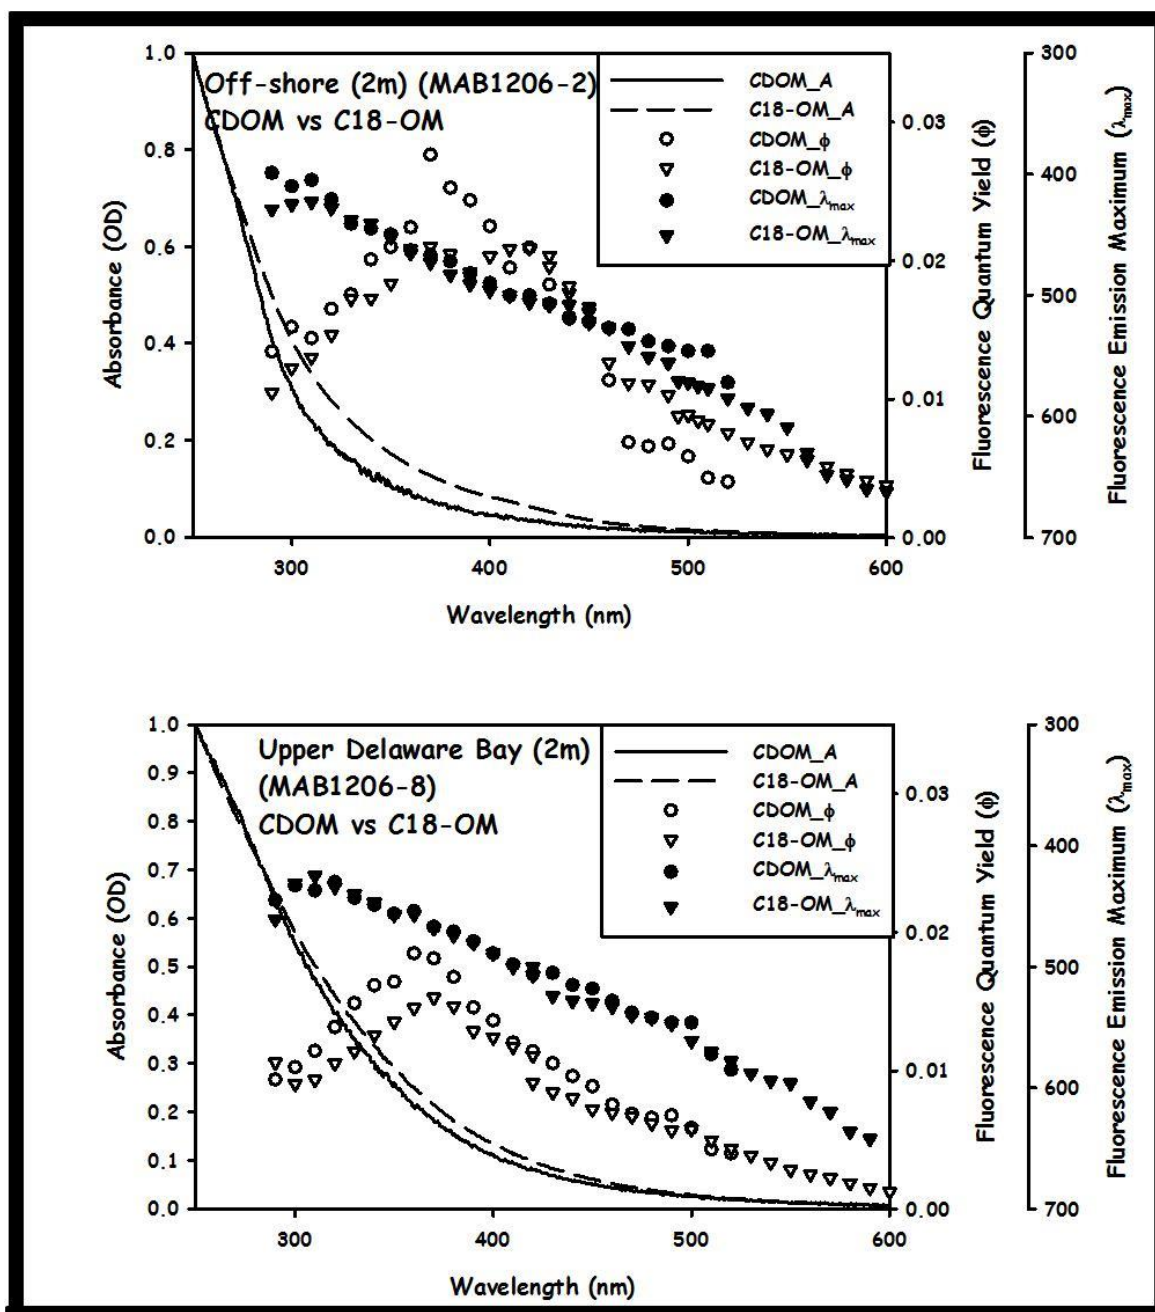 Off-shore (2m) (MAB1206-2)
CDOM vs C18-OM
CDOM_A
C18-OM_A
CDOM_ϕ
C18-OM_ϕ
CDOM_λmax
C18-OM_λmax
1.0
0.8
0.6
0.4
0.2
0.0
Absorbance (OD)
300
400
500
600
Wavelength (nm)
0.03
0.02
0.01
0.00
Fluorescence Quantum Yield (ϕ)
300
400
500
600
700
Fluorescence Emission Maximum (λmax)
Upper Delaware Bay (2m)
(MAB1206-8)
CDOM vs C18-OM
CDOM_A
C18-OM_A
CDOM_ϕ
C18-OM_ϕ
CDOM_λmax
C18-OM_λmax
1.0
0.9
0.8
0.7
0.6
0.5
0.4
0.3
0.2
0.1
0.0
Absorbance (OD)
300
400
500
600
Wavelength (nm)
0.03
0.02
0.01
0.00
Fluorescence Quantum Yield (ϕ)
300
400
500
600
700
Fluorescence Emission Maximum (λmax)